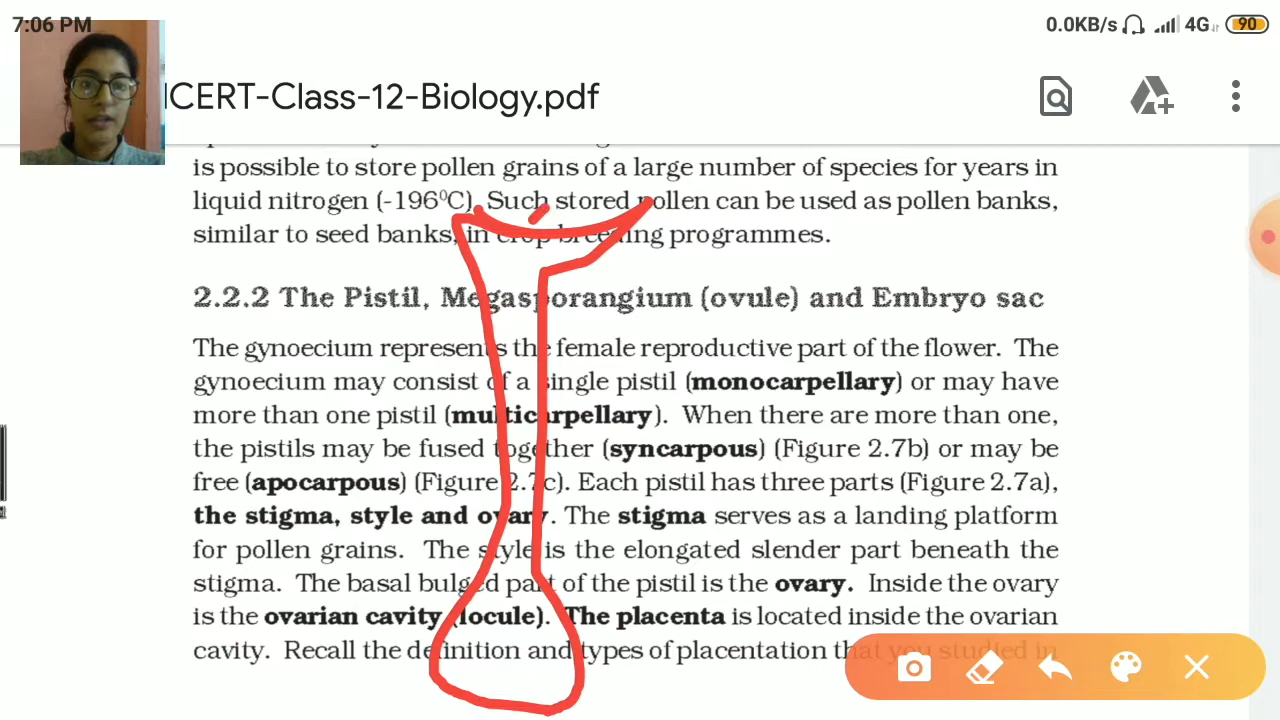 7:06 PM
0.0KB/s 4G 90
CERT-Class-12-Biology.pdf
is possible to store pollen grains of a large number of species for years in
liquid nitrogen (-196⁰C). Such stored pollen can be used as pollen banks,
similar to seed banks, in crop breeding programmes.
2.2.2 The Pistil, Megasporangium (ovule) and Embryo sac
The gynoecium represents the female reproductive part of the flower. The
gynoecium may consist of a single pistil (monocarpellary) or may have
more than one pistil (multicarpellary). When there are more than one,
the pistils may be fused together (syncarpous) (Figure 2.7b) or may be
free (apocarpous) (Figure 2.7c). Each pistil has three parts (Figure 2.7a),
the stigma, style and ovary. The stigma serves as a landing platform
for pollen grains. The style is the elongated slender part beneath the
stigma. The basal bulged part of the pistil is the ovary. Inside the ovary
is the ovarian cavity (locule). The placenta is located inside the ovarian
cavity. Recall the definition and types of placentation that you studied in